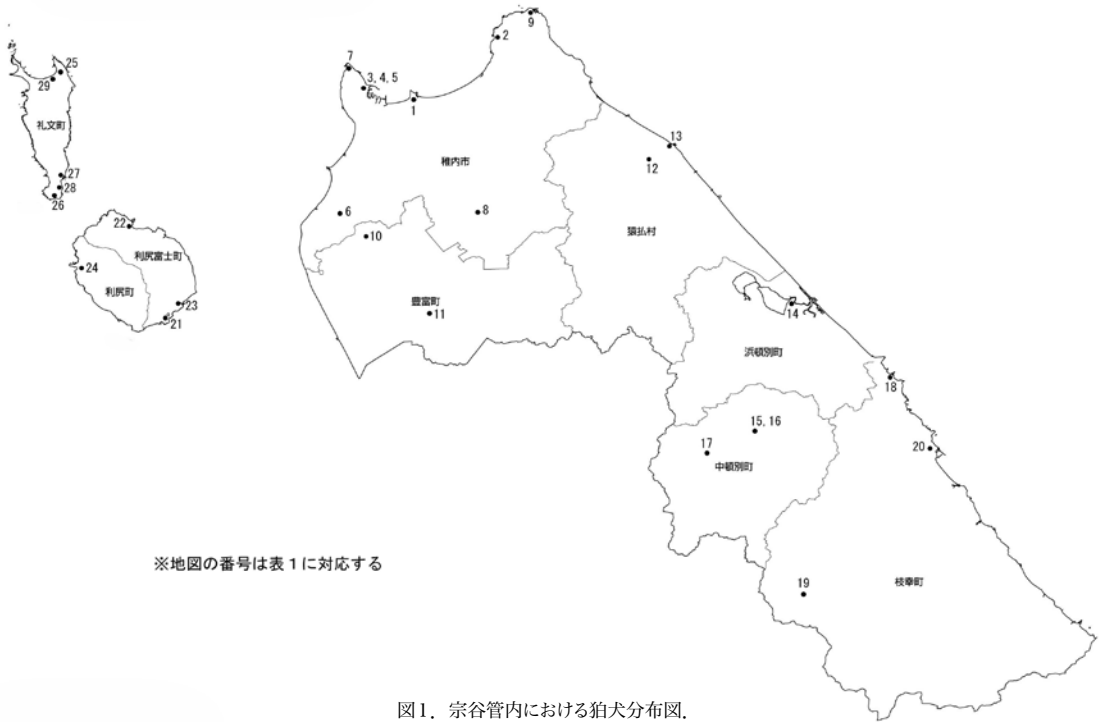 9
2
7
3, 4, 5
1
25
29
礼文町
27
28
26
稚内市
13
12
6
8
10
猿払村
22
利尻富士町
24
利尻町
23
21
豊富町
11
14
浜頓別町
18
15, 16
17
中頓別町
20
※地図の番号は表１に対応する
19
枝幸町
図1. 宗谷管内における狛犬分布図.